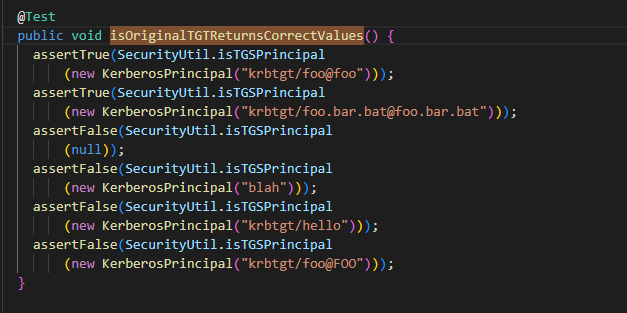 @Test
public void isOriginalTGTReturnsCorrectValues() {
assertTrue(SecurityUtil.isTGSPrincipal
(new KerberosPrincipal("krbtgt/foo@foo")));
assertTrue(SecurityUtil.isTGSPrincipal
(new KerberosPrincipal("krbtgt/foo.bar.bat@foo.bar.bat")));
assertFalse(SecurityUtil.isTGSPrincipal
(null));
assertFalse(SecurityUtil.isTGSPrincipal
(new KerberosPrincipal("blah")));
assertFalse(SecurityUtil.isTGSPrincipal
(new KerberosPrincipal("krbtgt/hello")));
assertFalse(SecurityUtil.isTGSPrincipal
(new KerberosPrincipal("krbtgt/foo@FOO")));
}